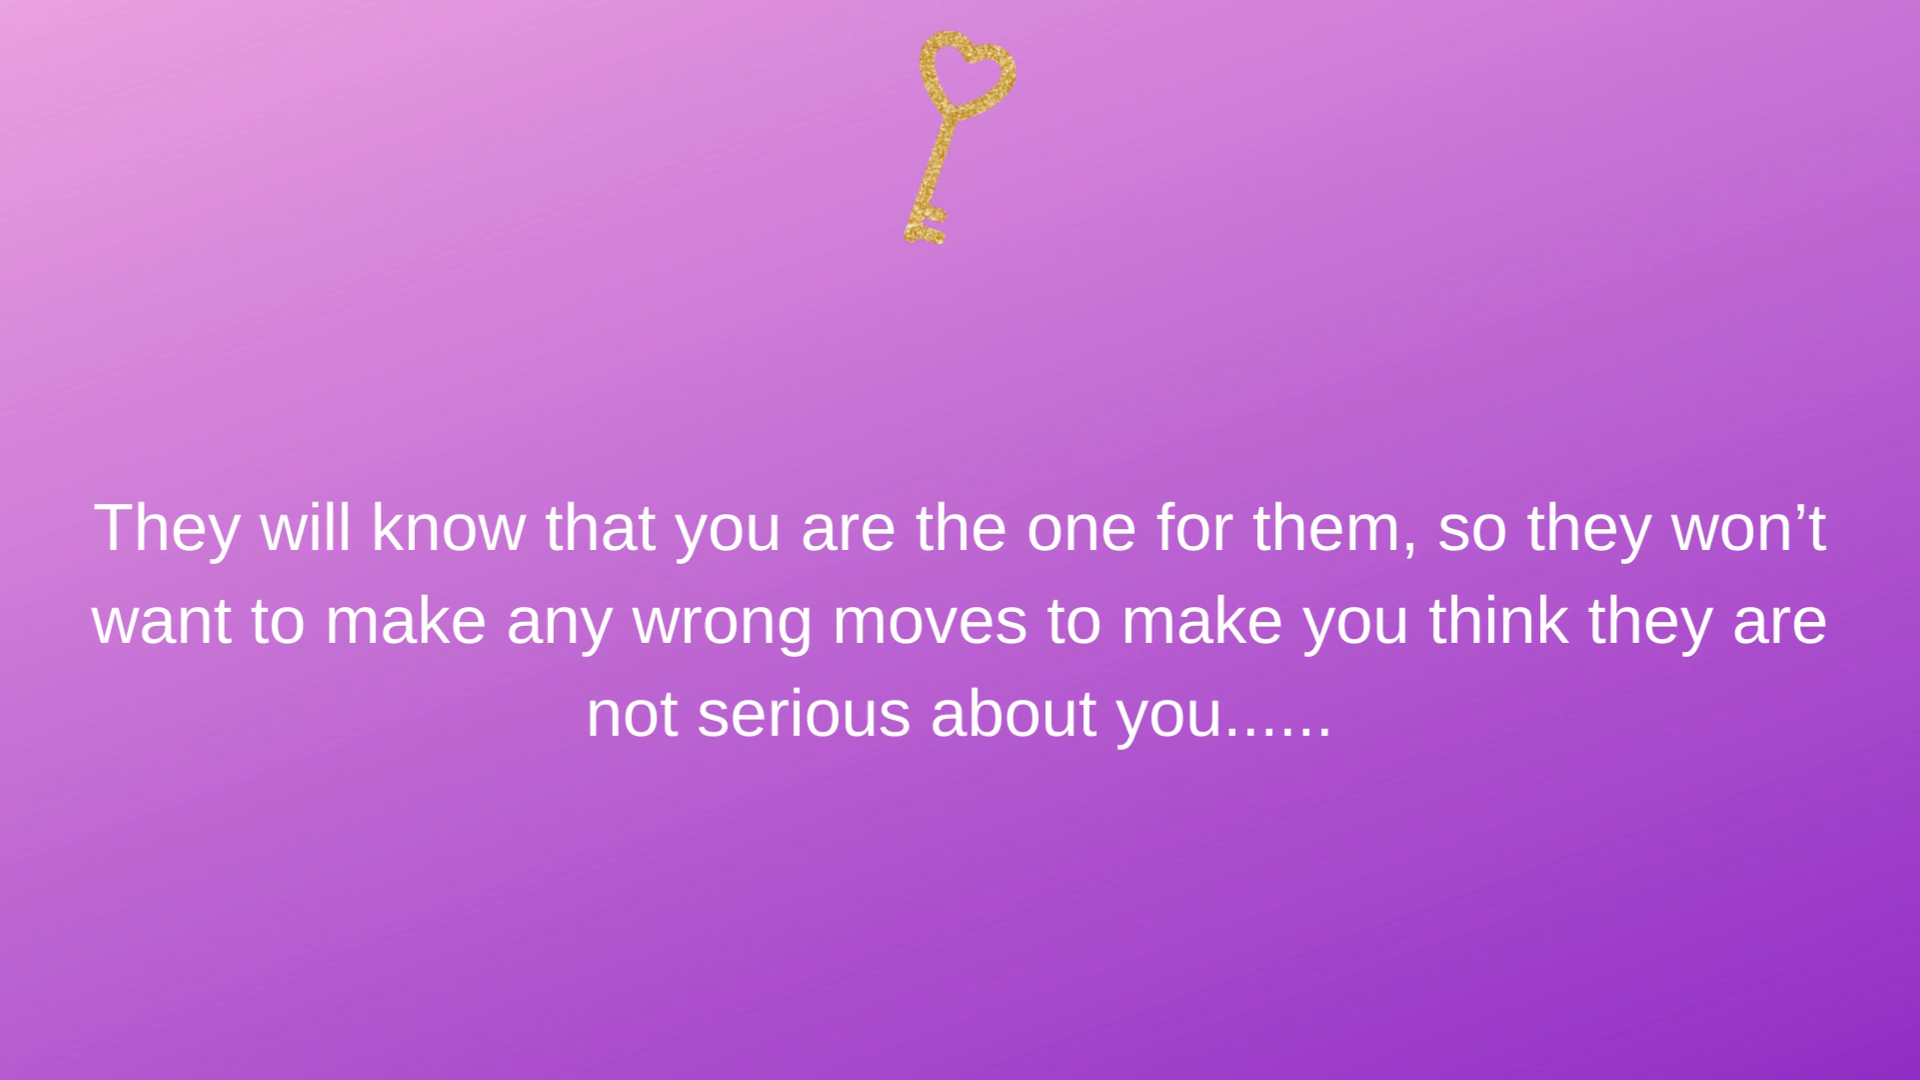 They will know that you are the one for them, so they won’t
want to make any wrong moves to make you think they are
not serious about you......